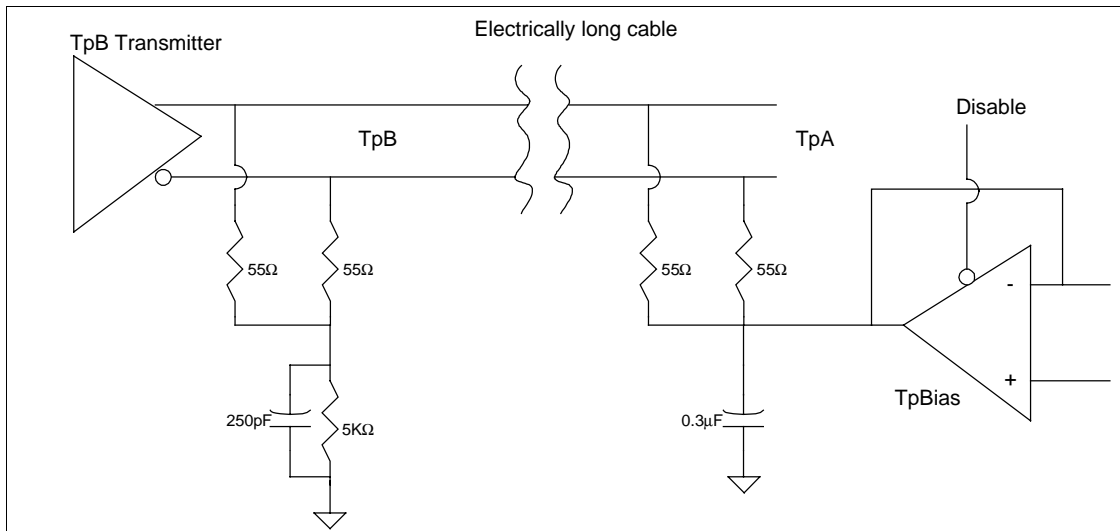 Electrically long cable
TpB Transmitter
Disable
TpB
TpA
55Ω
55Ω
55Ω
55Ω
-
+
TpBias
250pF
5KΩ
0.3μF